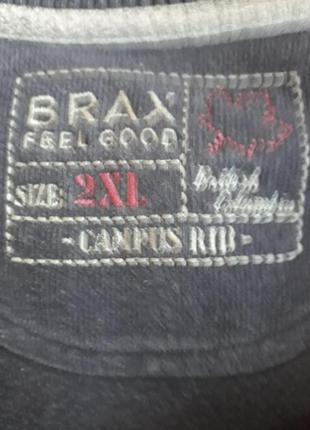 BRAX
FEEL GOOD
SIZE: 2XL
British
Columbia
- CAMPUS RIB -